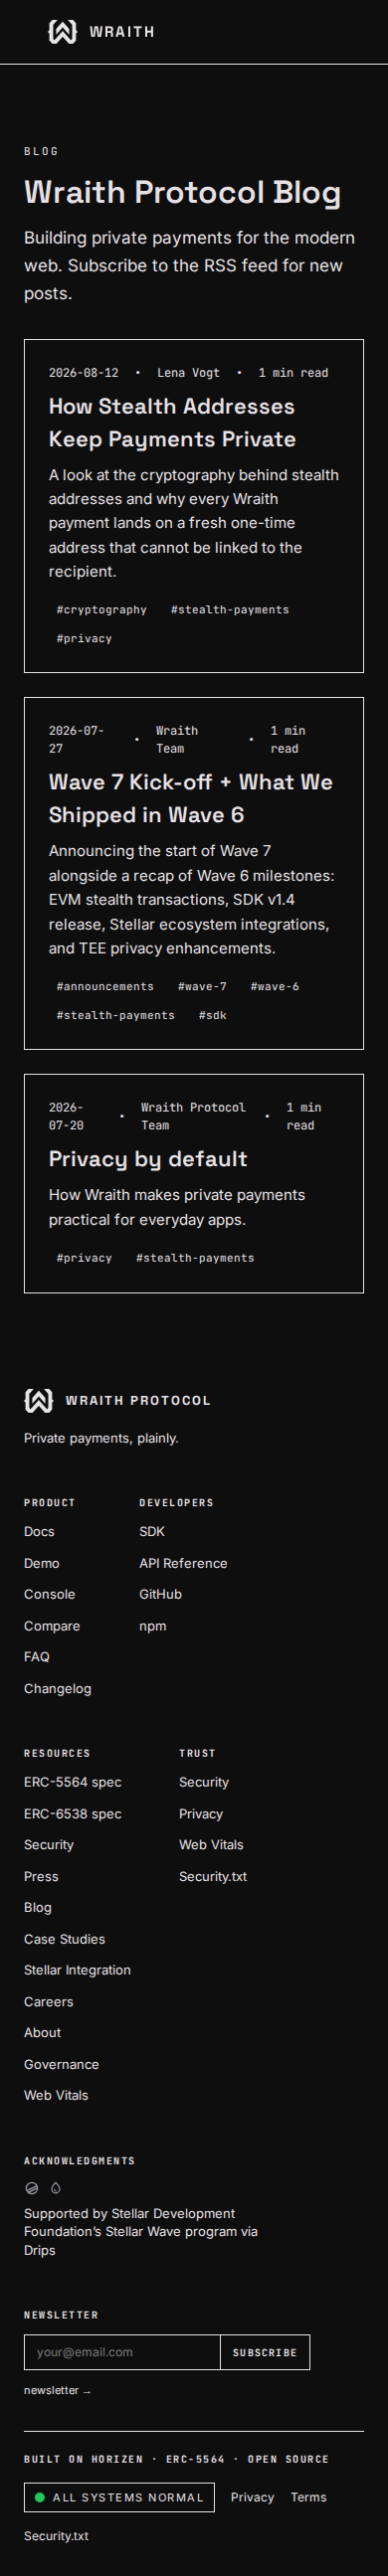 WRAITH
BLOG
Wraith Protocol Blog
Building private payments for the modern
web. Subscribe to the RSS feed for new
posts.
2026-08-12 • Lena Vogt • 1 min read
How Stealth Addresses
Keep Payments Private
A look at the cryptography behind stealth
addresses and why every Wraith
payment lands on a fresh one-time
address that cannot be linked to the
recipient.
#cryptography #stealth-payments
#privacy
2026-07-27 • Wraith Team • 1 min read
Wave 7 Kick-off + What We
Shipped in Wave 6
Announcing the start of Wave 7
alongside a recap of Wave 6 milestones:
EVM stealth transactions, SDK v1.4
release, Stellar ecosystem integrations,
and TEE privacy enhancements.
#announcements #wave-7 #wave-6
#stealth-payments #sdk
2026-07-20 • Wraith Protocol Team • 1 min read
Privacy by default
How Wraith makes private payments
practical for everyday apps.
#privacy #stealth-payments
WRAITH PROTOCOL
Private payments, plainly.
PRODUCT
Docs
Demo
Console
Compare
FAQ
Changelog
DEVELOPERS
SDK
API Reference
GitHub
npm
RESOURCES
ERC-5564 spec
ERC-6538 spec
Security
Press
Blog
Case Studies
Stellar Integration
Careers
About
Governance
Web Vitals
TRUST
Security
Privacy
Web Vitals
Security.txt
ACKNOWLEDGMENTS
Supported by Stellar Development
Foundation's Stellar Wave program via
Drips
NEWSLETTER
your@email.com SUBSCRIBE
newsletter →
BUILT ON HORIZEN · ERC-5564 · OPEN SOURCE
ALL SYSTEMS NORMAL Privacy Terms
Security.txt